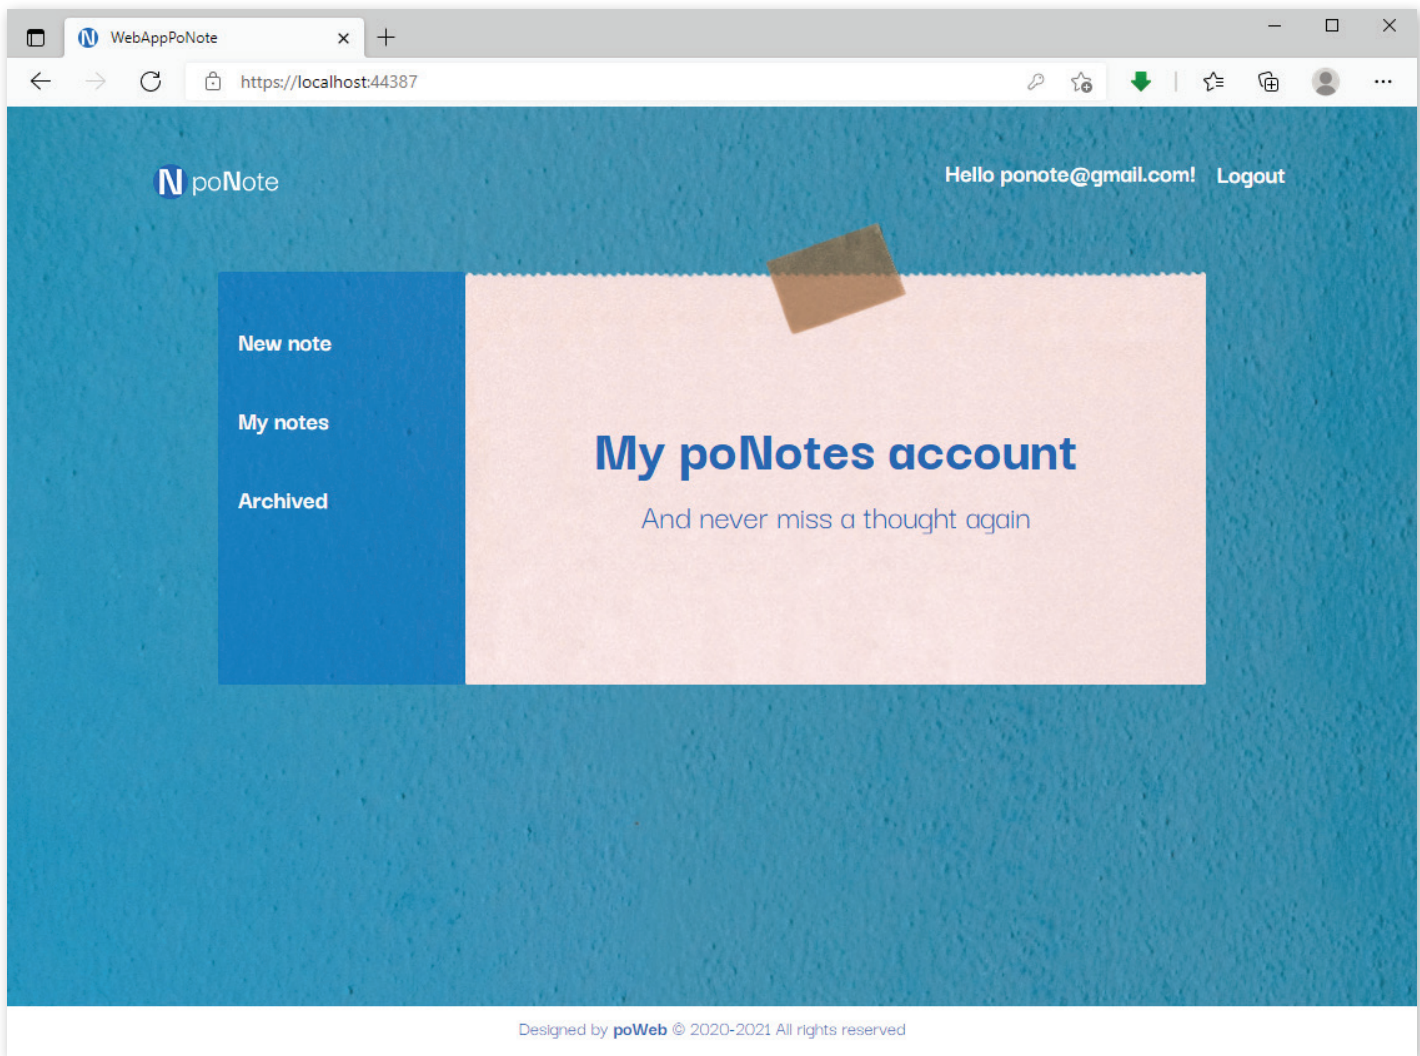 WebAppPoNote
https://localhost:44387
N poNote
Hello ponote@gmail.com! Logout
New note
My notes
Archived
My poNotes account
And never miss a thought again
Designed by poWeb © 2020-2021 All rights reserved